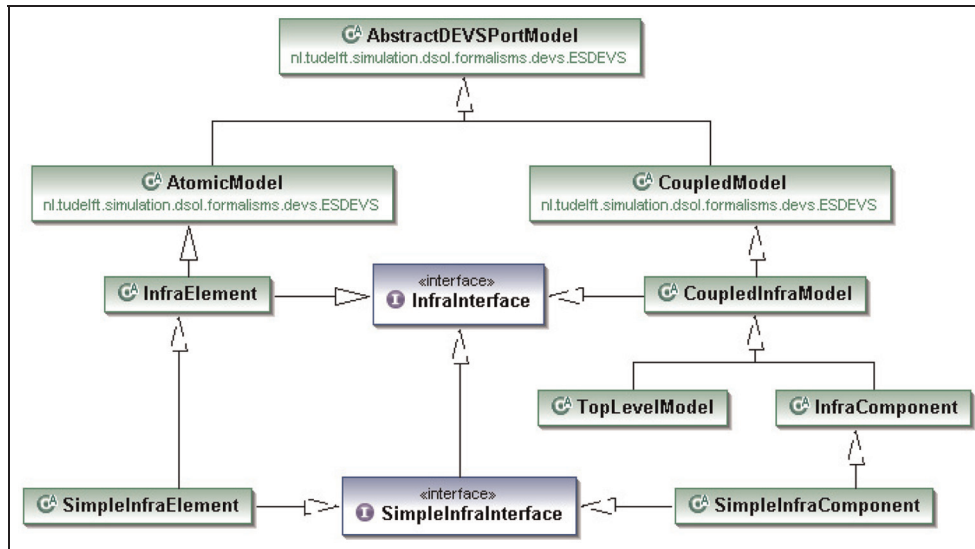 AbstractDEVSPortModel
nl.tudelft.simulation.dsol.formalisms.devs.ESDEVS
AtomicModel
nl.tudelft.simulation.dsol.formalisms.devs.ESDEVS
CoupledModel
nl.tudelft.simulation.dsol.formalisms.devs.ESDEVS
InfraElement
«interface»
InfraInterface
CoupledInfraModel
TopLevelModel
InfraComponent
SimpleInfraElement
«interface»
SimpleInfraInterface
SimpleInfraComponent